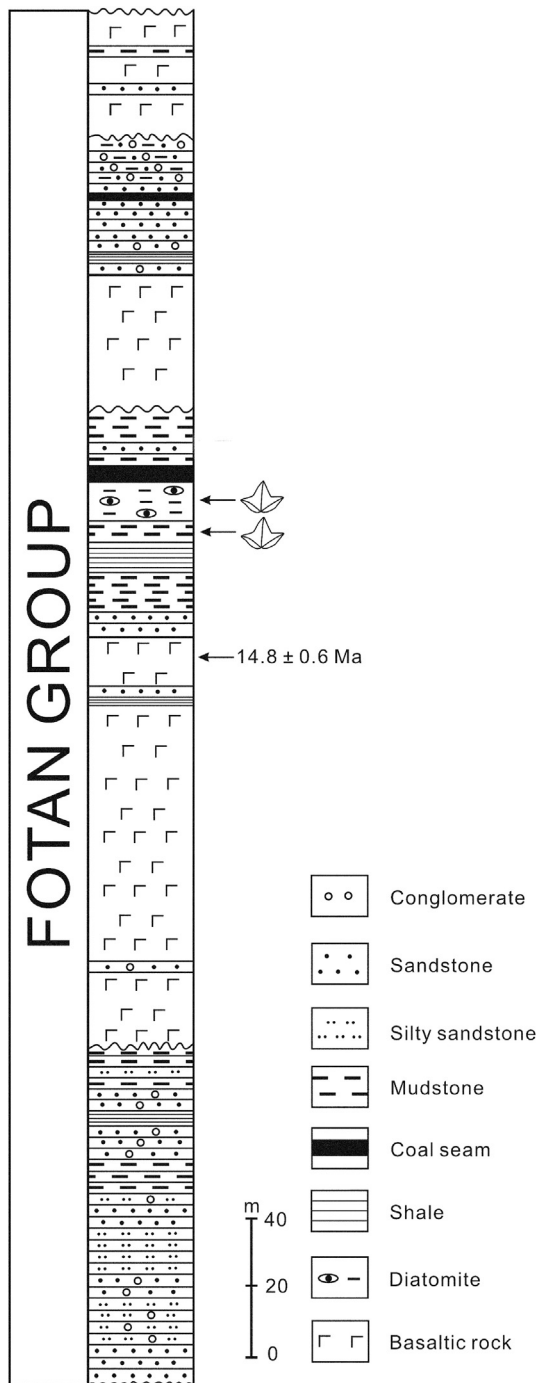 FOTAN GROUP
14.8 ± 0.6 Ma
Conglomerate
Sandstone
Silty sandstone
Mudstone
Coal seam
Shale
Diatomite
Basaltic rock
m
40
20
0